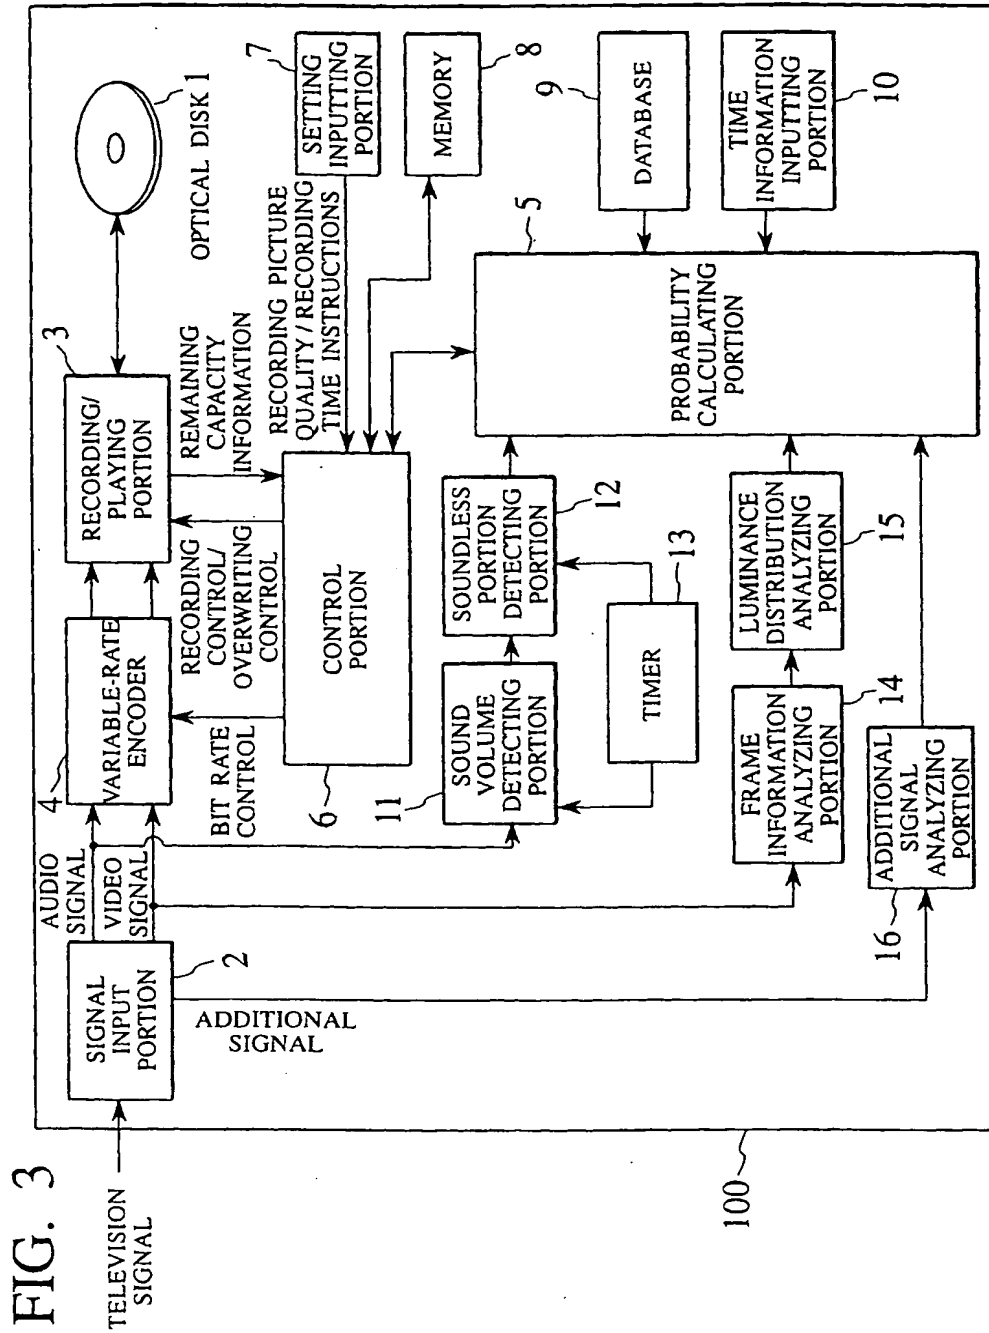 FIG. 3
TELEVISION
SIGNAL
100
SIGNAL
INPUT
PORTION
2
AUDIO
SIGNAL
VIDEO
SIGNAL
ADDITIONAL
SIGNAL
4
VARIABLE-RATE
ENCODER
3
RECORDING/
PLAYING
PORTION
OPTICAL DISK 1
BIT RATE
CONTROL
RECORDING
CONTROL/
OVERWRITING
CONTROL
REMAINING
CAPACITY
INFORMATION
RECORDING PICTURE
QUALITY/RECORDING
TIME INSTRUCTIONS
7
SETTING
INPUTTING
PORTION
6
CONTROL
PORTION
MEMORY
8
11
SOUND
VOLUME
DETECTING
PORTION
SOUNDLESS
PORTION
DETECTING
PORTION
12
TIMER
13
5
PROBABILITY
CALCULATING
PORTION
9
DATABASE
TIME
INFORMATION
INPUTTING
PORTION
10
FRAME
INFORMATION
ANALYZING
PORTION
14
LUMINANCE
DISTRIBUTION
ANALYZING
PORTION
15
16
ADDITIONAL
SIGNAL
ANALYZING
PORTION